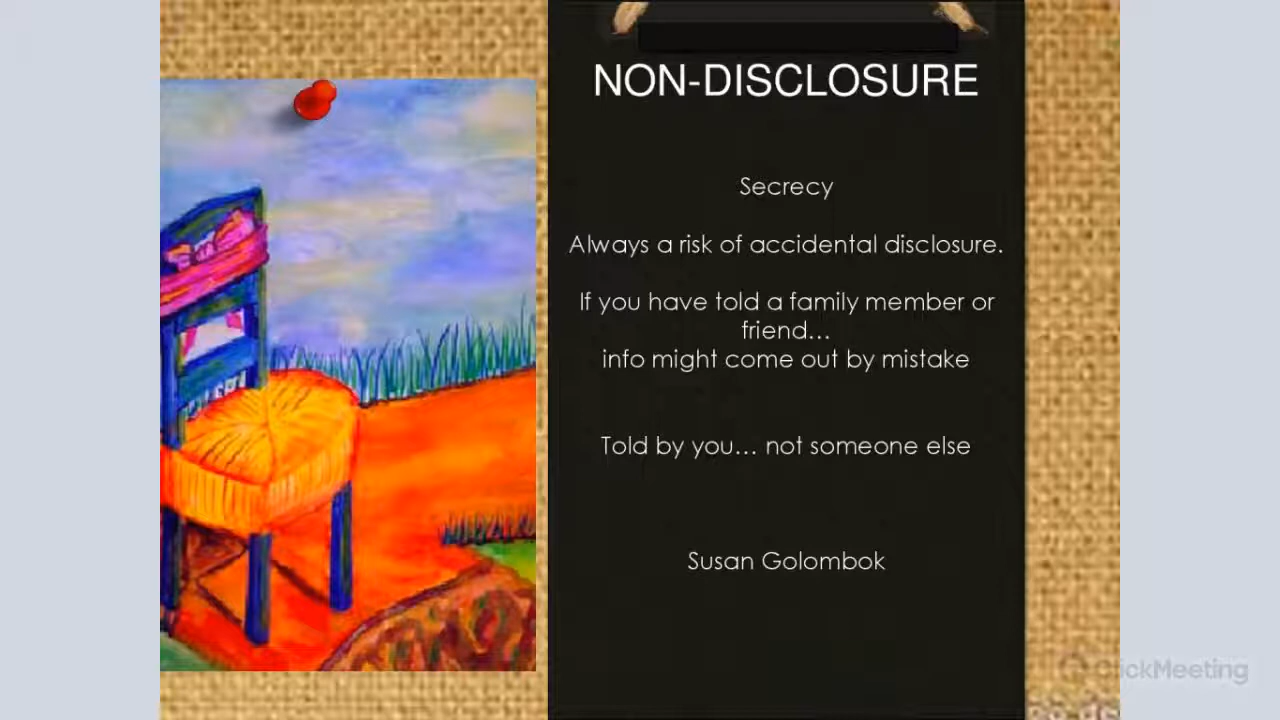 NON-DISCLOSURE
Secrecy
Always a risk of accidental disclosure.
If you have told a family member or
friend…
info might come out by mistake
Told by you… not someone else
Susan Golombok
ClickMeeting